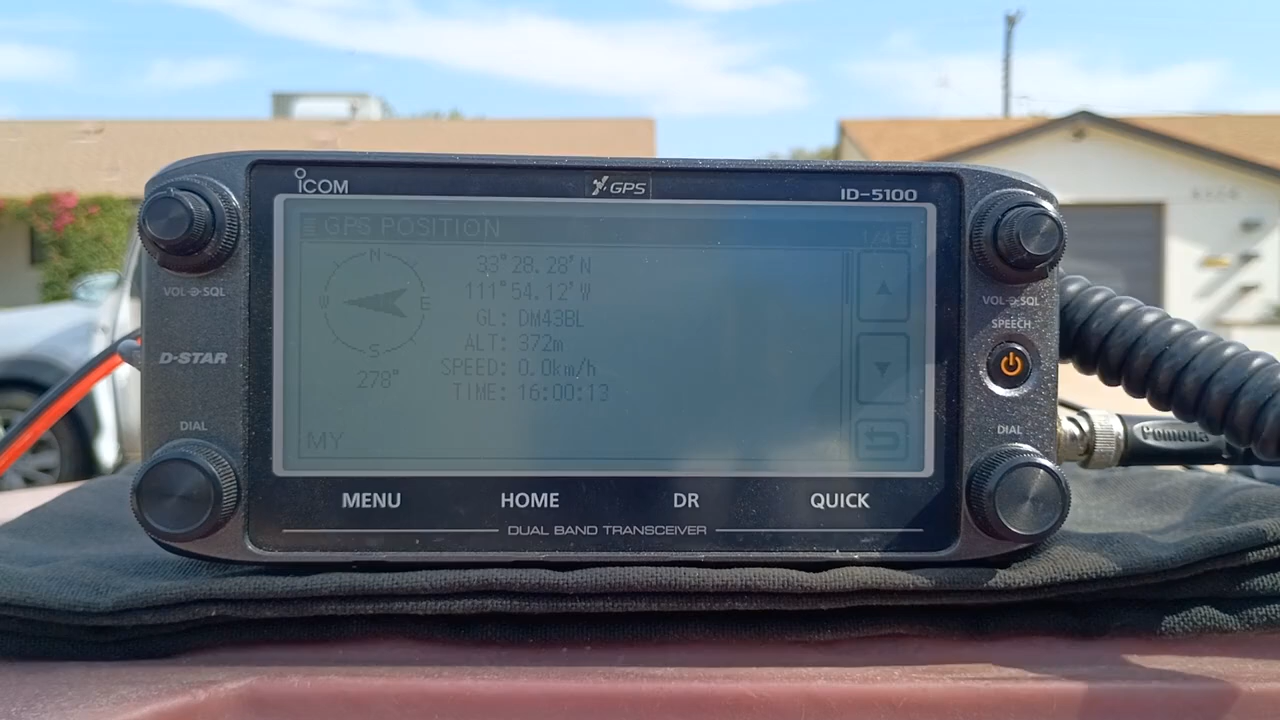 ICOM
GPS
ID-5100
GPS POSITION
1/4
N
W E
S
278°
33°28.28'N
111°54.12'W
GL: DM43BL
ALT: 372m
SPEED: 0.0km/h
TIME: 16:00:13
MY
VOL SQL
D-STAR
DIAL
VOL SQL
SPEECH
DIAL
MENU HOME DR QUICK
DUAL BAND TRANSCEIVER
Pomona